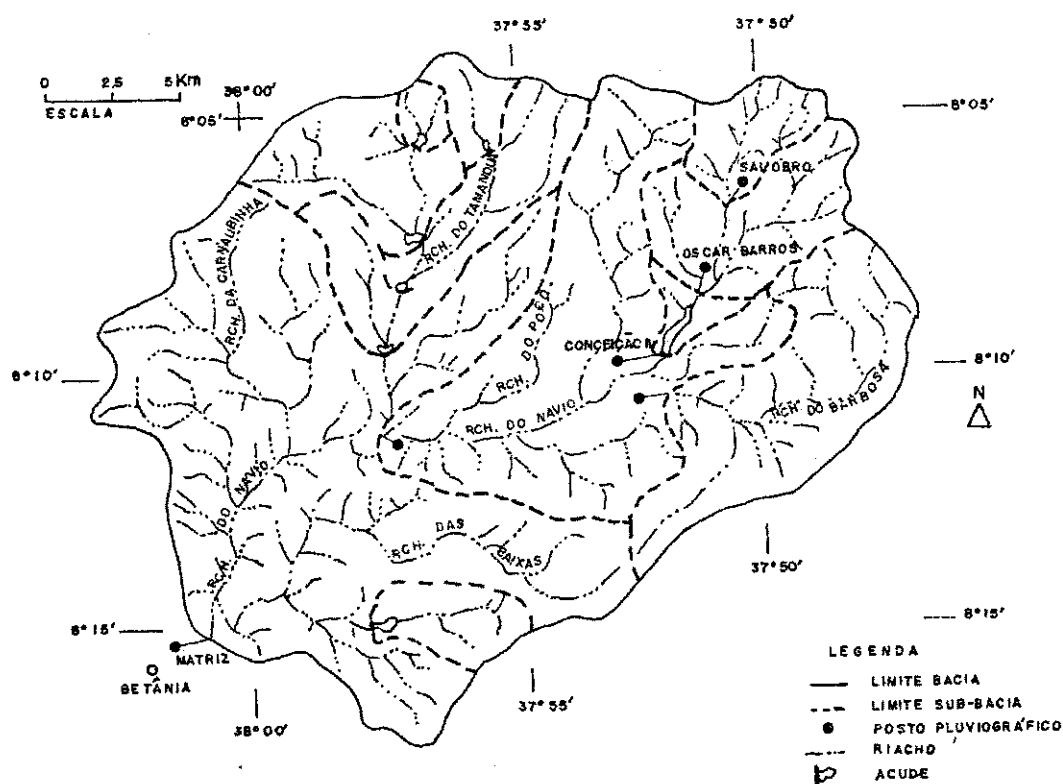 37° 55'
37° 50'
0 2,5 5 Km
ESCALA
38° 00'
8° 05'
8° 05'
SALOBRO
RCH. DO TAMANDUÁ
RCH. DA CARNAUBINHA
OSCAR BARROS
RCH. DO POÇO
CONCEIÇÃO IV
8° 10'
8° 10'
RCH. DO BARBOSA
N
RCH. DO NAVIO
RCH. DO NAVIO
RCH. DAS BAIXAS
37° 50'
8° 15'
8° 15'
MATRIZ
BETÂNIA
38° 00'
37° 55'
LEGENDA
LIMITE BACIA
LIMITE SUB-BACIA
POSTO PLUVIOGRÁFICO
RIACHO
ACUDE